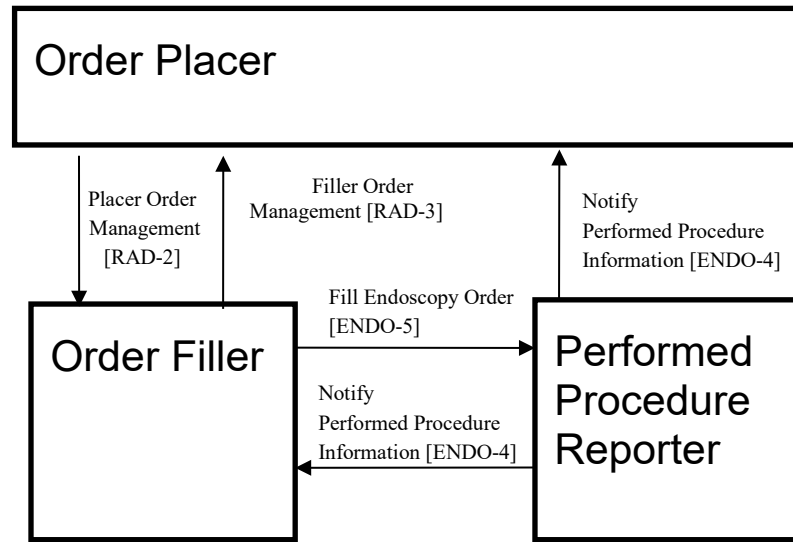 Order Placer
Placer Order
Management
[RAD-2]
Filler Order
Management [RAD-3]
Notify
Performed Procedure
Information [ENDO-4]
Order Filler
Fill Endoscopy Order
[ENDO-5]
Notify
Performed Procedure
Information [ENDO-4]
Performed
Procedure
Reporter